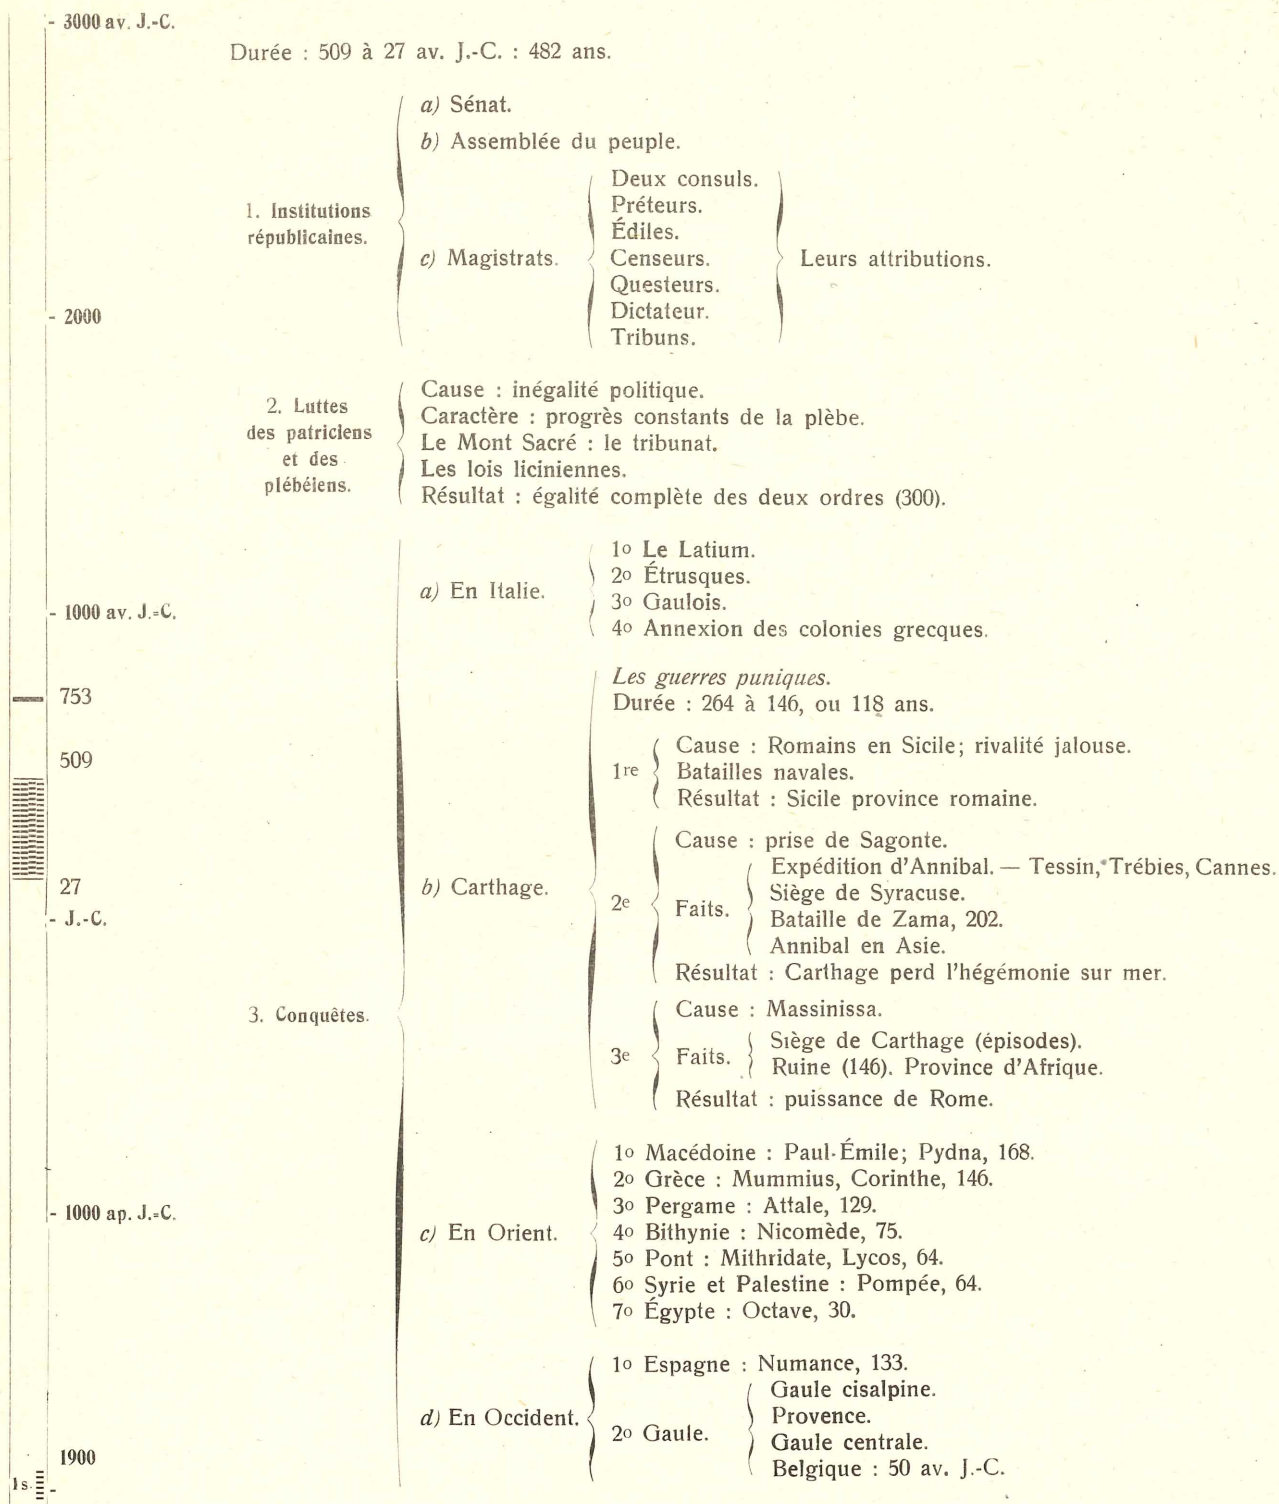 - 3000 av. J.-C.
Durée : 509 à 27 av. J.-C. : 482 ans.
a) Sénat.
b) Assemblée du peuple.
1. Institutions
républicaines.
c) Magistrats.
Deux consuls.
Préteurs.
Édiles.
Censeurs.
Questeurs.
Dictateur.
Tribuns.
Leurs attributions.
- 2000
2. Luttes
des patriciens
et des
plébéiens.
Cause : inégalité politique.
Caractère : progrès constants de la plèbe.
Le Mont Sacré : le tribunat.
Les lois liciniennes.
Résultat : égalité complète des deux ordres (300).
- 1000 av. J.-C.
753
509
27
- J.-C.
3. Conquêtes.
a) En Italie.
1o Le Latium.
2o Étrusques.
3o Gaulois.
4o Annexion des colonies grecques.
b) Carthage.
Les guerres puniques.
Durée : 264 à 146, ou 118 ans.
1re
Cause : Romains en Sicile; rivalité jalouse.
Batailles navales.
Résultat : Sicile province romaine.
2e
Cause : prise de Sagonte.
Faits.
Expédition d'Annibal. — Tessin, Trébies, Cannes.
Siège de Syracuse.
Bataille de Zama, 202.
Annibal en Asie.
Résultat : Carthage perd l'hégémonie sur mer.
3e
Cause : Massinissa.
Faits.
Siège de Carthage (épisodes).
Ruine (146). Province d'Afrique.
Résultat : puissance de Rome.
- 1000 ap. J.-C.
c) En Orient.
1o Macédoine : Paul-Émile; Pydna, 168.
2o Grèce : Mummius, Corinthe, 146.
3o Pergame : Attale, 129.
4o Bithynie : Nicomède, 75.
5o Pont : Mithridate, Lycos, 64.
6o Syrie et Palestine : Pompée, 64.
7o Égypte : Octave, 30.
d) En Occident.
1o Espagne : Numance, 133.
2o Gaule.
Gaule cisalpine.
Provence.
Gaule centrale.
Belgique : 50 av. J.-C.
1900
1 s.